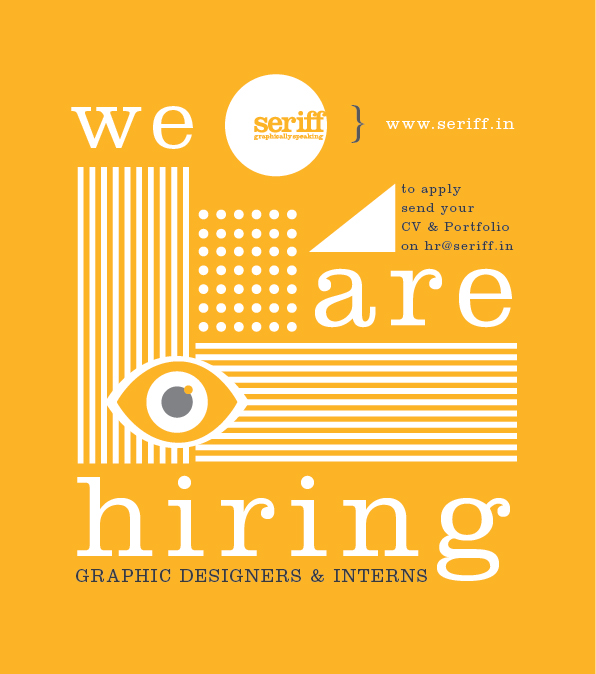 we
seriff
graphically speaking
}
www.seriff.in
to apply
send your
CV & Portfolio
on hr@seriff.in
are
hiring
GRAPHIC DESIGNERS & INTERNS